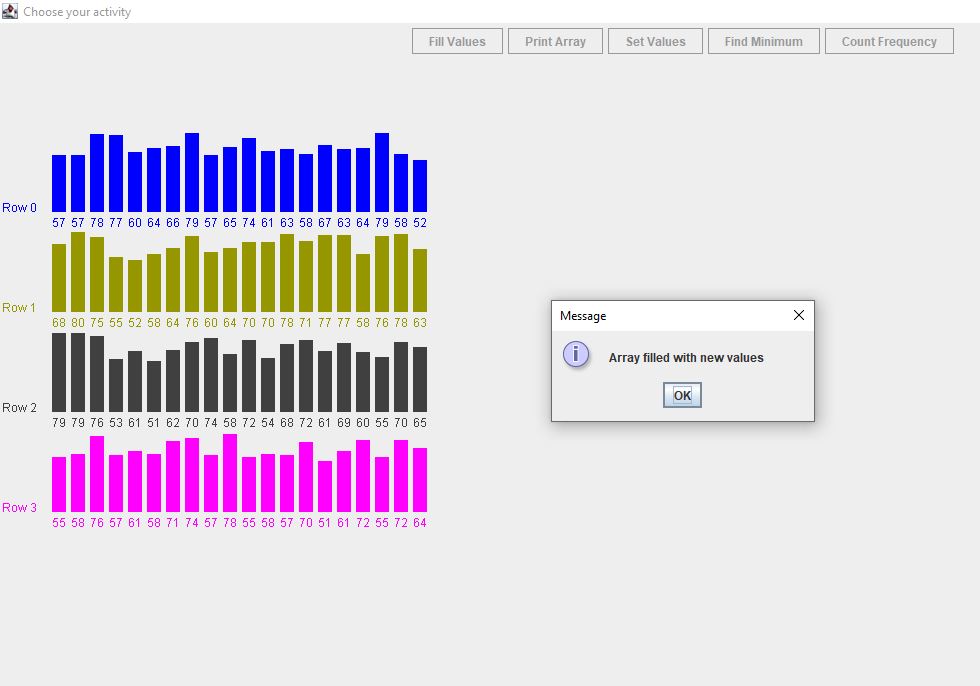 Choose your activity
Fill Values Print Array Set Values Find Minimum Count Frequency
Row 0
57 57 78 77 60 64 66 79 57 65 74 61 63 58 67 63 64 79 58 52
Row 1
68 80 75 55 52 58 64 76 60 64 70 70 78 71 77 77 58 76 78 63
Message
Array filled with new values
OK
Row 2
79 79 76 53 61 51 62 70 74 58 72 54 68 72 61 69 60 55 70 65
Row 3
55 58 76 57 61 58 71 74 57 78 55 58 57 70 51 61 72 55 72 64